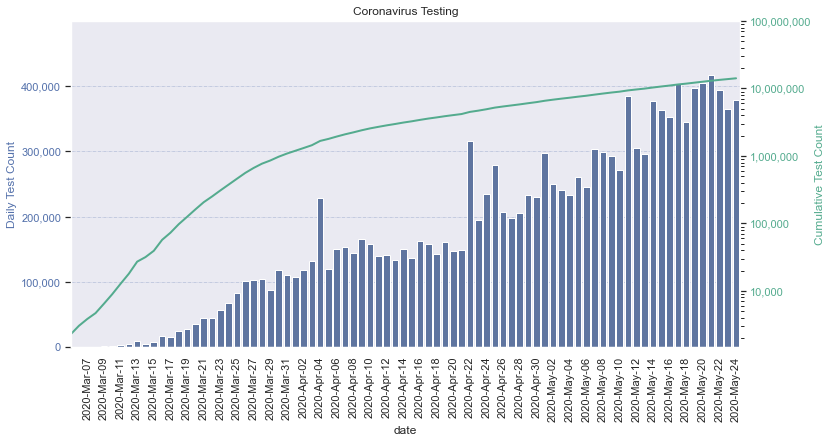 Coronavirus Testing
Daily Test Count
400,000
300,000
200,000
100,000
0
100,000,000
10,000,000
1,000,000
100,000
10,000
Cumulative Test Count
2020-Mar-07
2020-Mar-09
2020-Mar-11
2020-Mar-13
2020-Mar-15
2020-Mar-17
2020-Mar-19
2020-Mar-21
2020-Mar-23
2020-Mar-25
2020-Mar-27
2020-Mar-29
2020-Mar-31
2020-Apr-02
2020-Apr-04
2020-Apr-06
2020-Apr-08
2020-Apr-10
2020-Apr-12
2020-Apr-14
2020-Apr-16
2020-Apr-18
2020-Apr-20
2020-Apr-22
2020-Apr-24
2020-Apr-26
2020-Apr-28
2020-Apr-30
2020-May-02
2020-May-04
2020-May-06
2020-May-08
2020-May-10
2020-May-12
2020-May-14
2020-May-16
2020-May-18
2020-May-20
2020-May-22
2020-May-24
date